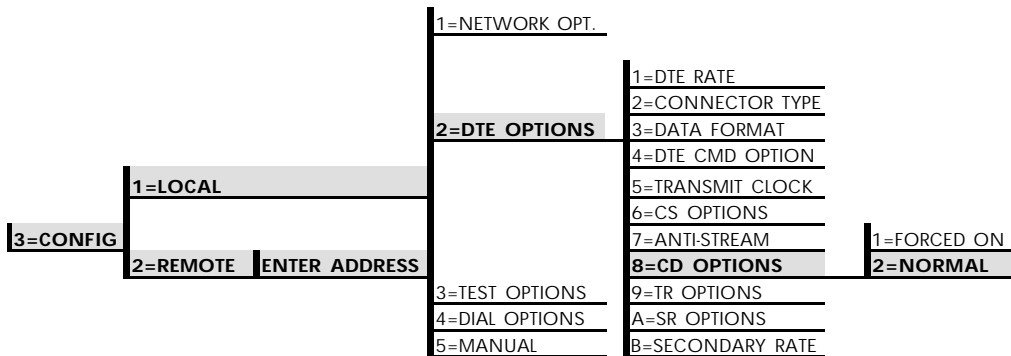 1=NETWORK OPT.
1=DTE RATE
2=CONNECTOR TYPE
2=DTE OPTIONS
3=DATA FORMAT
4=DTE CMD OPTION
1=LOCAL
5=TRANSMIT CLOCK
6=CS OPTIONS
3=CONFIG
7=ANTI-STREAM
1=FORCED ON
2=REMOTE
ENTER ADDRESS
8=CD OPTIONS
2=NORMAL
3=TEST OPTIONS
9=TR OPTIONS
4=DIAL OPTIONS
A=SR OPTIONS
5=MANUAL
B=SECONDARY RATE